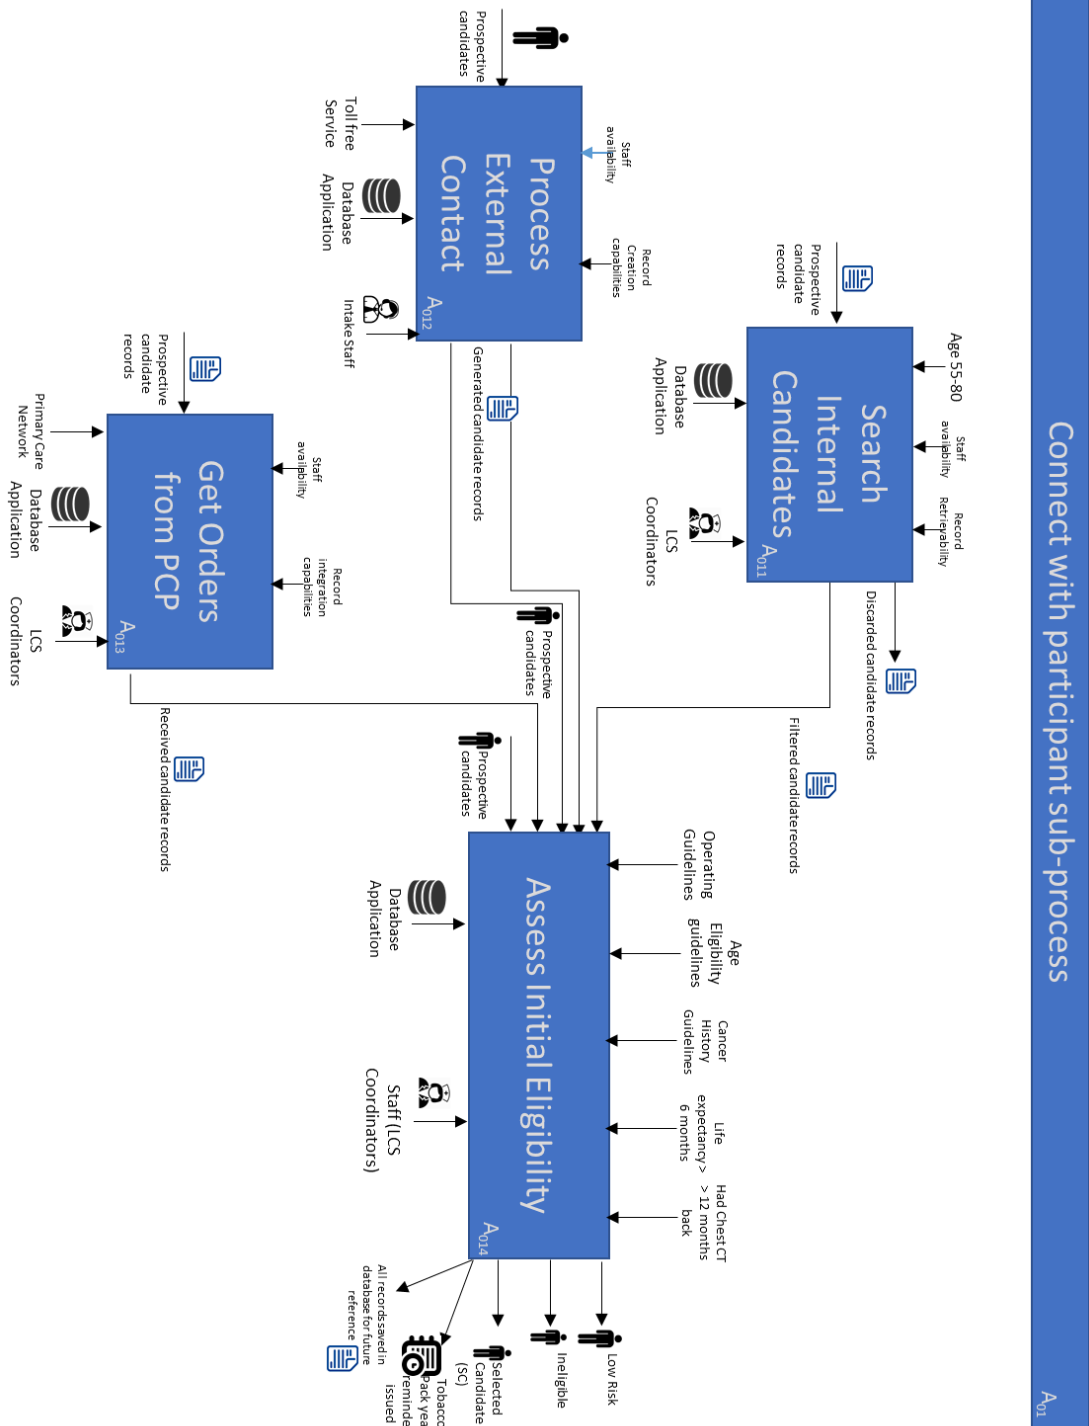 Connect with participant sub-process
A01
Age 55-80
Staff
availability
Record
Retrievability
Prospective
candidate
records
Search
Internal
Candidates
A011
Database
Application
LCS
Coordinators
Discarded candidate records
Filtered candidate records
Staff
availability
Record
Creation
capabilities
Prospective
candidates
Process
External
Contact
A012
Toll free
Service
Database
Application
Intake Staff
Generated candidate records
Prospective
candidates
Staff
availability
Record
integration
capabilities
Prospective
candidate
records
Get Orders
from PCP
A013
Primary Care
Network
Database
Application
LCS
Coordinators
Received candidate records
Prospective
candidates
Operating
Guidelines
Age
Eligibility
guidelines
Cancer
History
Guidelines
Life
expectancy >
6 months
Had Chest CT
> 12 months
back
Assess Initial Eligibility
A014
Database
Application
Staff (LCS
Coordinators)
Low Risk
Ineligible
Selected
Candidate
(SC)
Tobacco
Pack yea
reminde
issued
All records saved in
database for future
reference